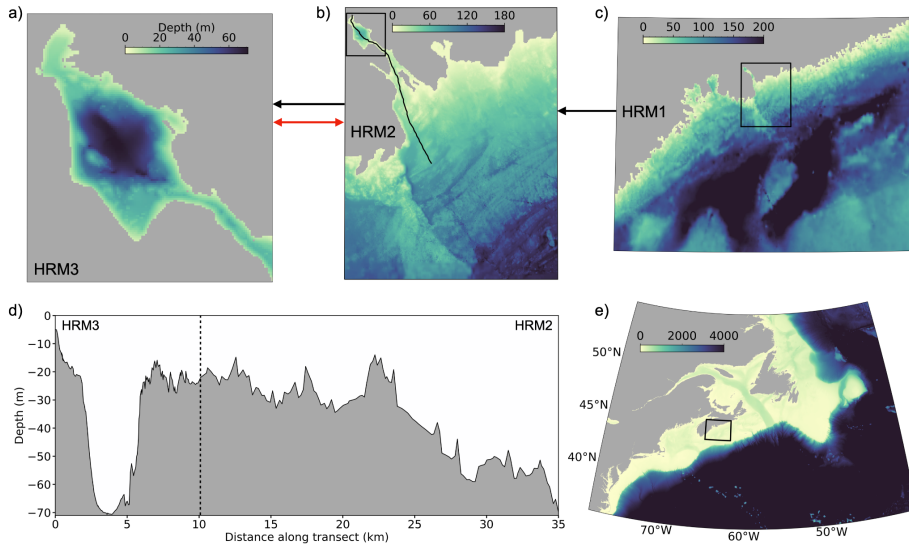 a)
Depth (m)
0 20 40 60
HRM3
b)
0 60 120 180
HRM2
c)
0 50 100 150 200
HRM1
d)
HRM3 HRM2
0
−10
−20
−30
−40
−50
−60
−70
Depth (m)
0 5 10 15 20 25 30 35
Distance along transect (km)
e)
0 2000 4000
50°N
45°N
40°N
70°W 60°W 50°W